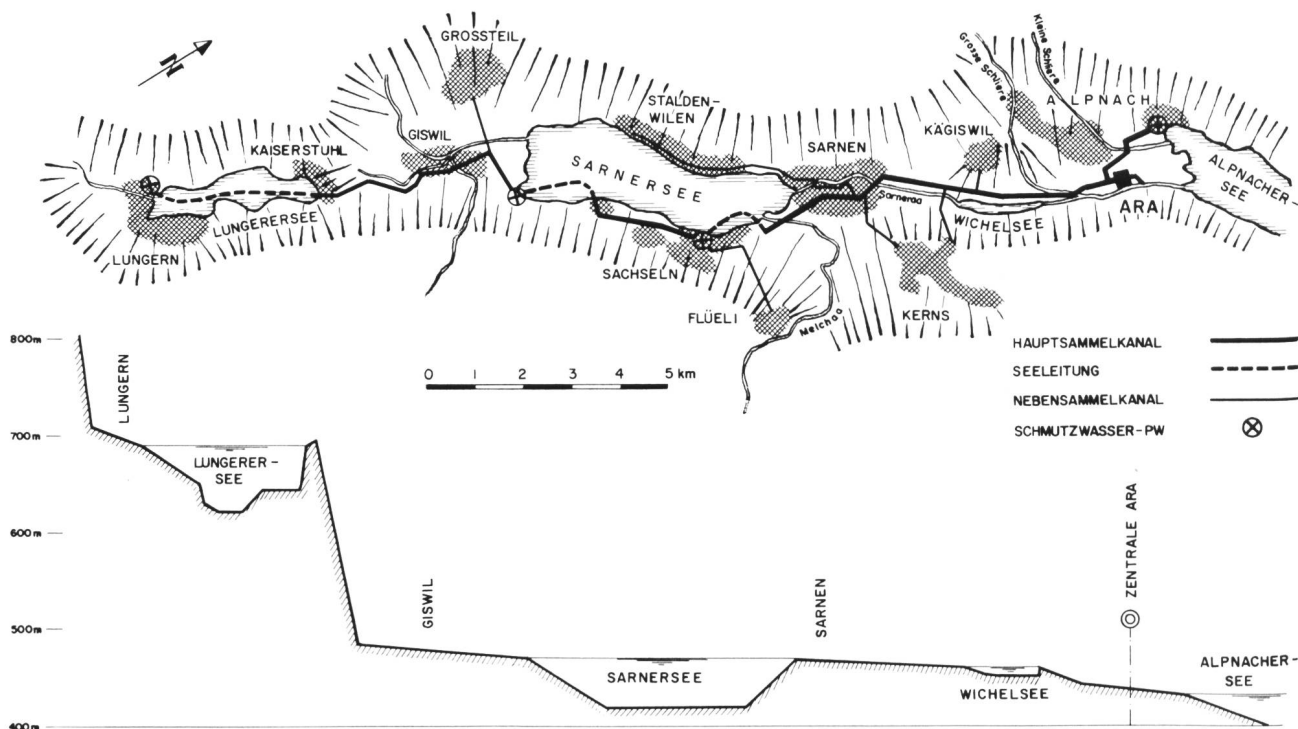 N
GROSSTEIL
GISWIL
KAISERSTUHL
LUNGERERSEE
LUNGERN
STALDEN-
WILEN
SARNERSEE
SACHSELN
FLÜELI
Melchaa
SARNEN
Sarneraa
KÄGISWIL
WICHELSEE
KERNS
Grosse Schliere
Kleine Schliere
ALPNACH
ARA
ALPNACHER-
SEE
0 1 2 3 4 5 km
HAUPTSAMMELKANAL
SEELEITUNG
NEBENSAMMELKANAL
SCHMUTZWASSER-PW
800m
700m
500m
400m
LUNGERN
LUNGERER-
SEE
GISWIL
SARNERSEE
SARNEN
WICHELSEE
ZENTRALE ARA
ALPNACHER-
SEE